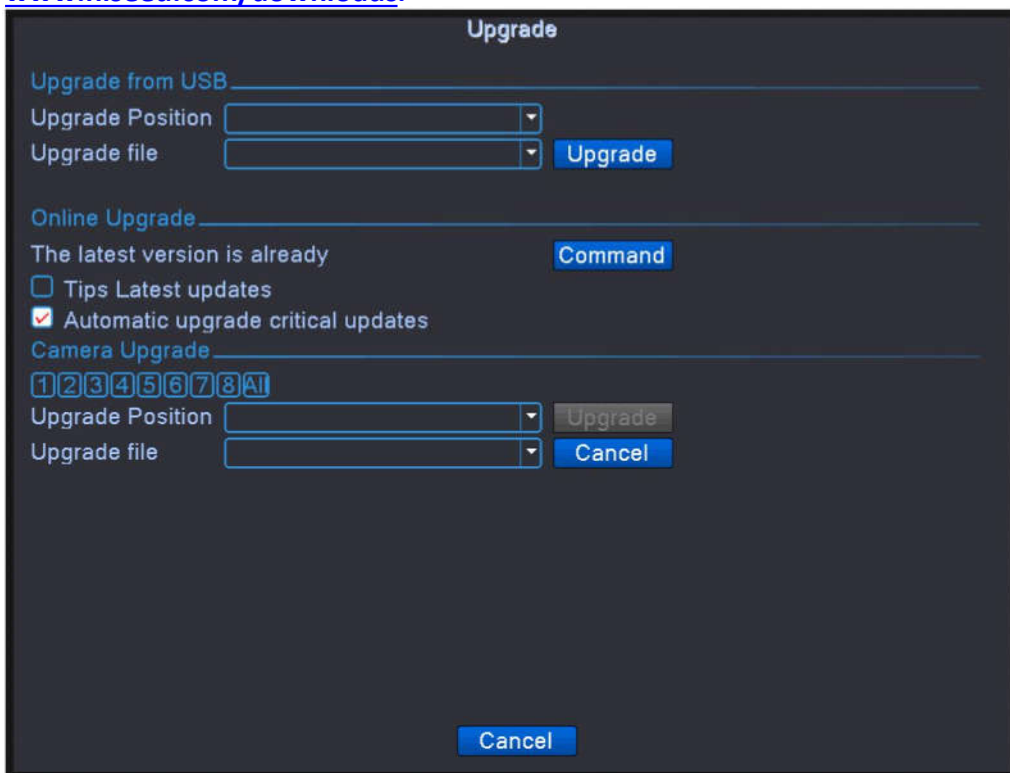 Upgrade
Upgrade from USB
Upgrade Position
Upgrade file Upgrade
Online Upgrade
The latest version is already Command
Tips Latest updates
Automatic upgrade critical updates
Camera Upgrade
1 2 3 4 5 6 7 8 All
Upgrade Position Upgrade
Upgrade file Cancel
Cancel